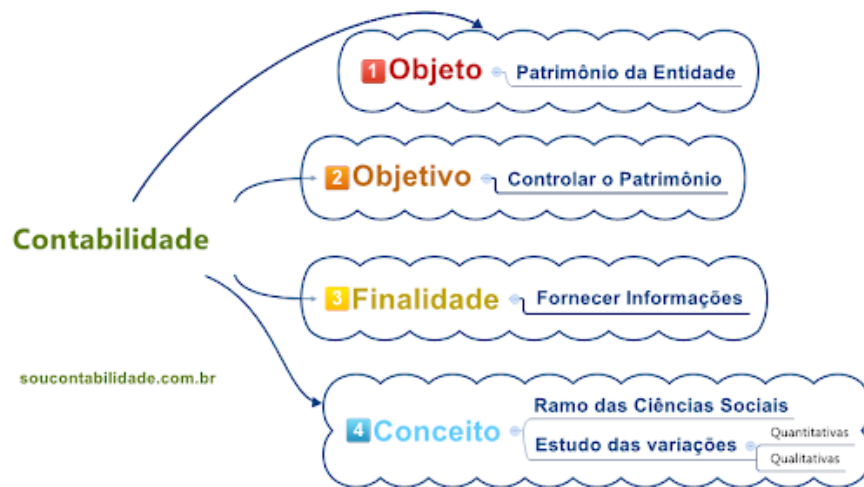 1 Objeto
Patrimônio da Entidade
2 Objetivo
Controlar o Patrimônio
Contabilidade
3 Finalidade
Fornecer Informações
soucontabilidade.com.br
4 Conceito
Ramo das Ciências Sociais
Estudo das variações
Quantitativas
Qualitativas